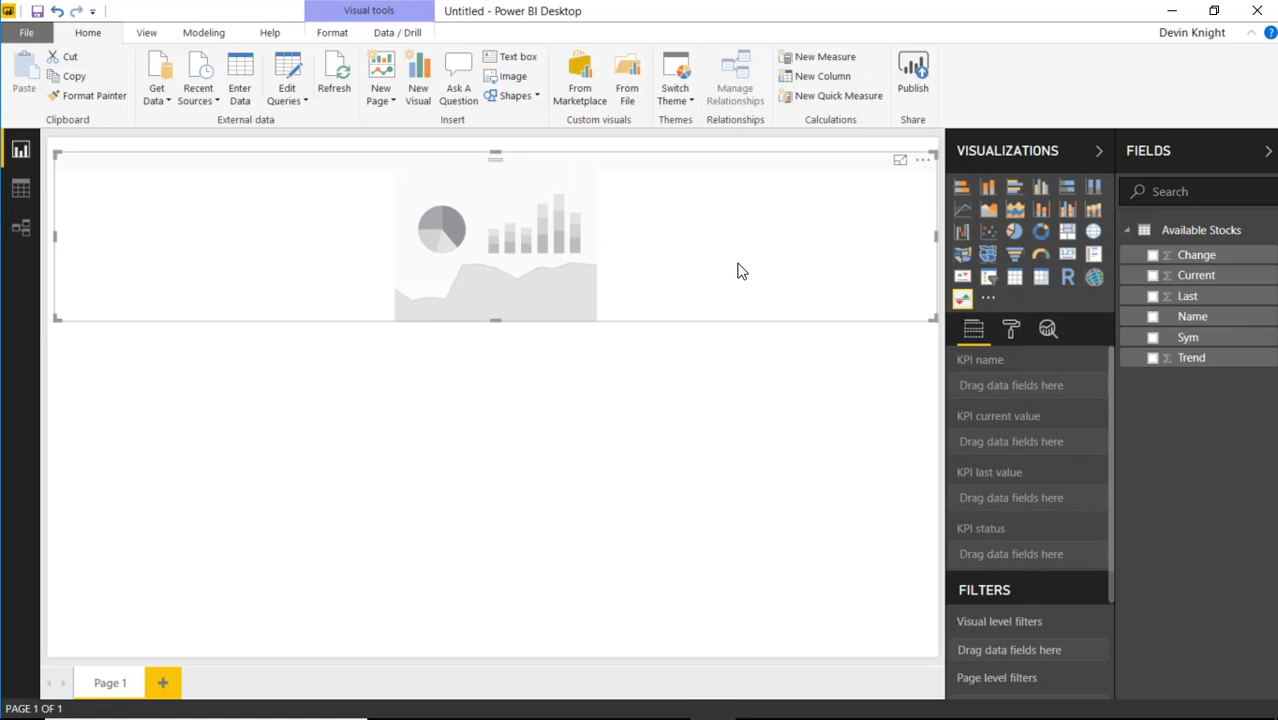 Visual tools
Untitled - Power BI Desktop
File
Home
View
Modeling
Help
Format
Data / Drill
Devin Knight
Paste
Cut
Copy
Format Painter
Clipboard
Get
Data
Recent
Sources
Enter
Data
Edit
Queries
Refresh
External data
New
Page
New
Visual
Ask A
Question
Text box
Image
Shapes
Insert
From
Marketplace
From
File
Custom visuals
Switch
Theme
Themes
Manage
Relationships
Relationships
New Measure
New Column
New Quick Measure
Calculations
Publish
Share
VISUALIZATIONS
R
123
KPI name
Drag data fields here
KPI current value
Drag data fields here
KPI last value
Drag data fields here
KPI status
Drag data fields here
FILTERS
Visual level filters
Drag data fields here
Page level filters
FIELDS
Search
Available Stocks
Σ Change
Σ Current
Σ Last
Name
Sym
Σ Trend
Page 1
PAGE 1 OF 1